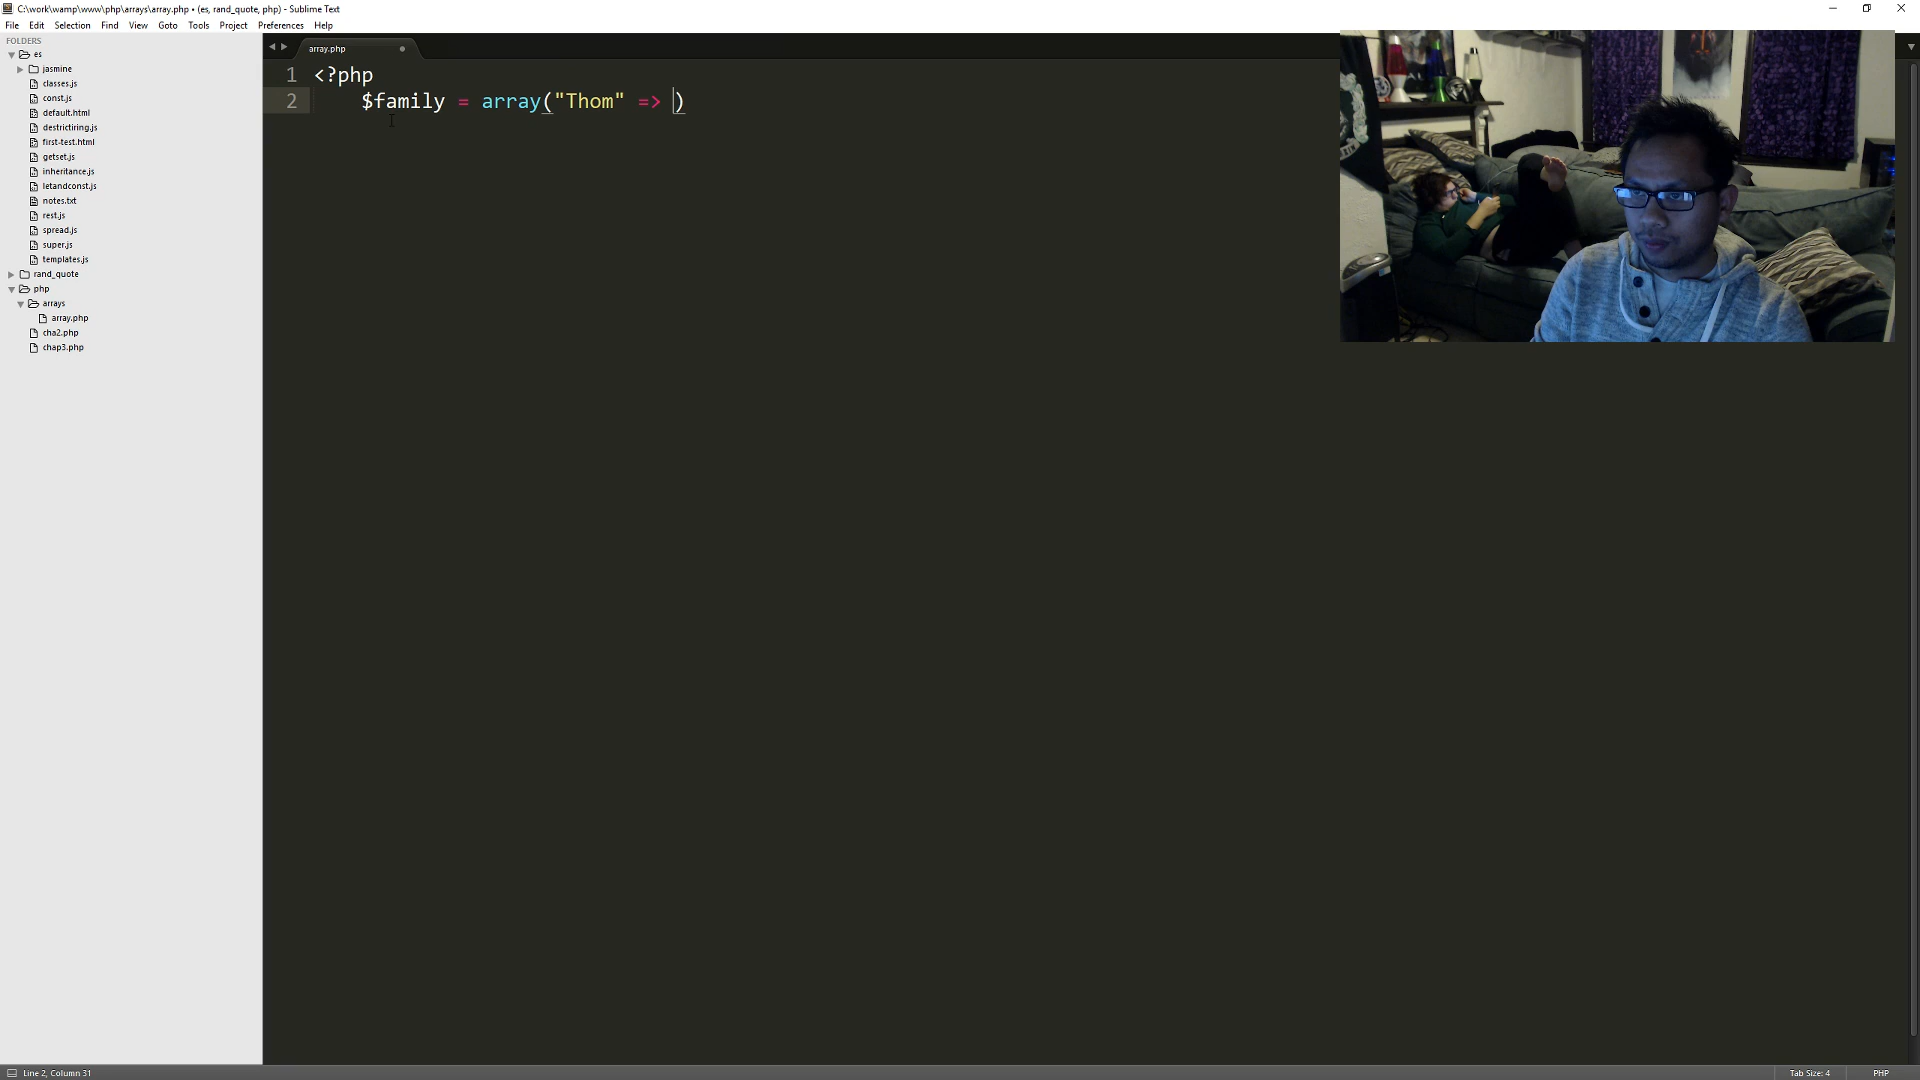 C:\work\wamp\www\php\arrays\array.php • (es, rand_quote, php) - Sublime Text
File Edit Selection Find View Goto Tools Project Preferences Help
FOLDERS
es
jasmine
classes.js
const.js
default.html
destrictiring.js
first-test.html
getset.js
inheritance.js
letandconst.js
notes.txt
rest.js
spread.js
super.js
templates.js
rand_quote
php
arrays
array.php
cha2.php
chap3.php
array.php
1 <?php
2 $family = array("Thom" => )
Line 2, Column 31
Tab Size: 4
PHP